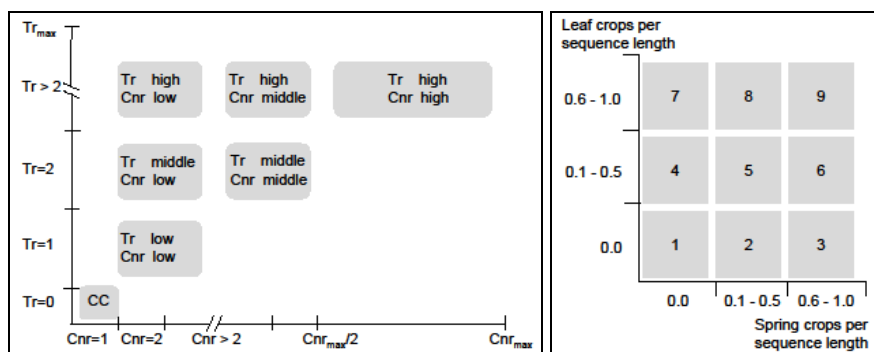 Tr max
Tr > 2
Tr=2
Tr=1
Tr=0
Tr high
Cnr low
Tr high
Cnr middle
Tr high
Cnr high
Tr middle
Cnr low
Tr middle
Cnr middle
Tr low
Cnr low
CC
Cnr=1 Cnr=2 Cnr > 2 Cnrmax/2 Cnrmax
Leaf crops per
sequence length
0.6 - 1.0 7 8 9
0.1 - 0.5 4 5 6
0.0 1 2 3
0.0 0.1 - 0.5 0.6 - 1.0
Spring crops per
sequence length